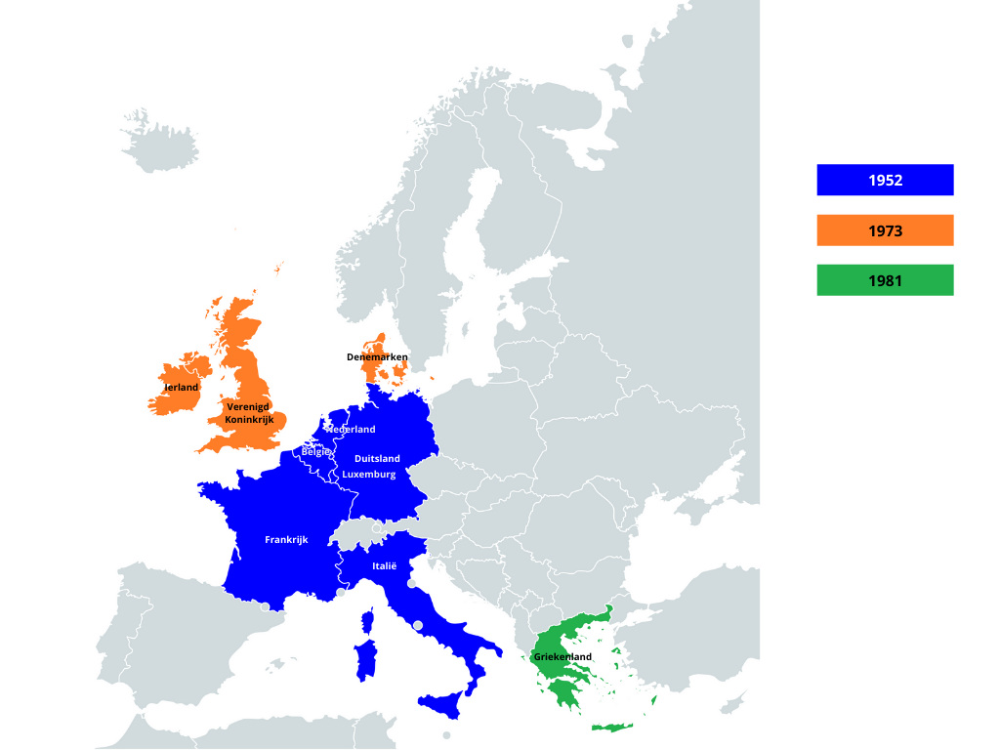 1952
1973
1981
Denemarken
Ierland
Verenigd
Koninkrijk
Nederland
België
Duitsland
Luxemburg
Frankrijk
Italië
Griekenland